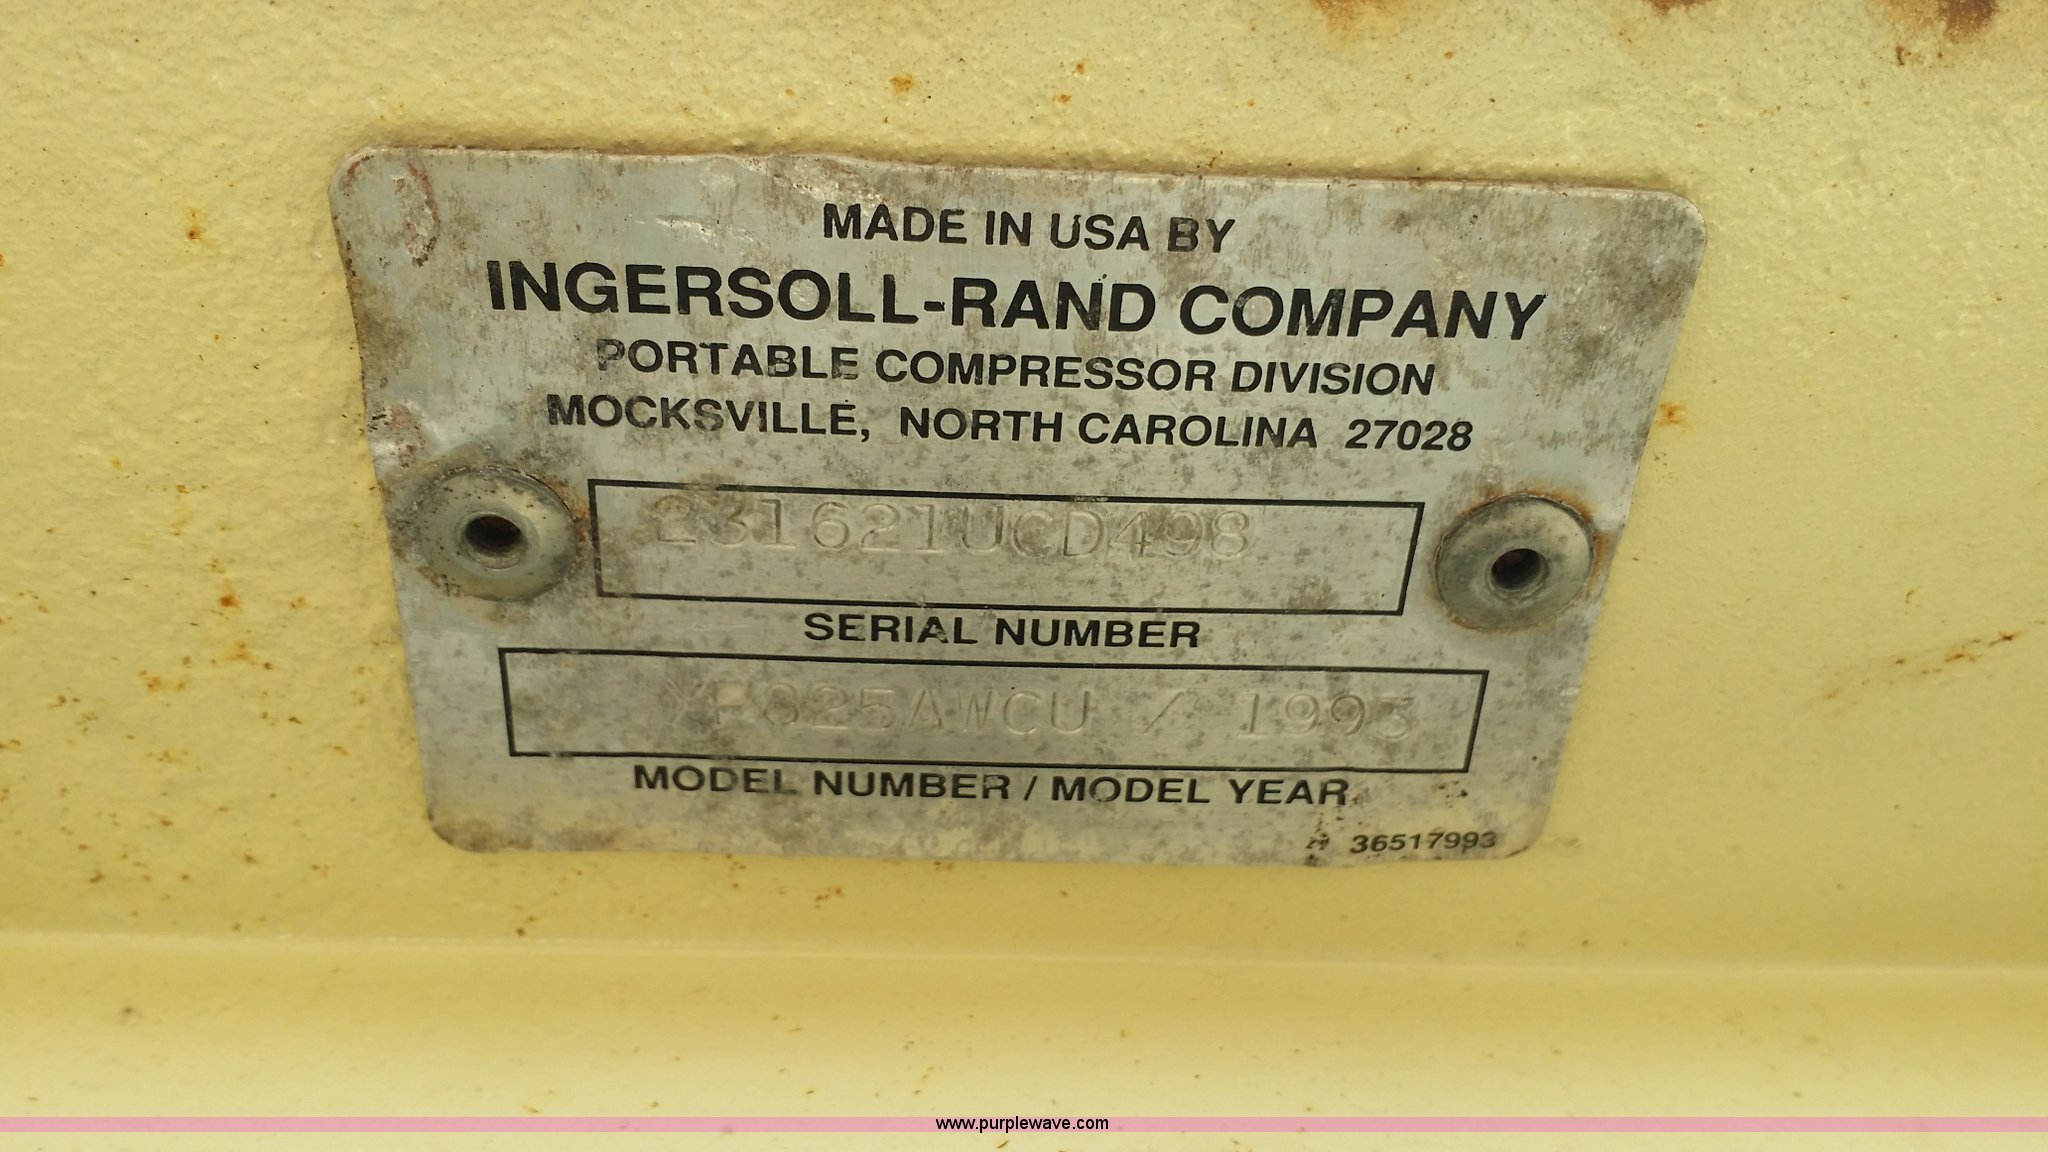 MADE IN USA BY
INGERSOLL-RAND COMPANY
PORTABLE COMPRESSOR DIVISION
MOCKSVILLE, NORTH CAROLINA 27028
231621UCD498
SERIAL NUMBER
/
MODEL NUMBER / MODEL YEAR
36517993
www.purplewave.com